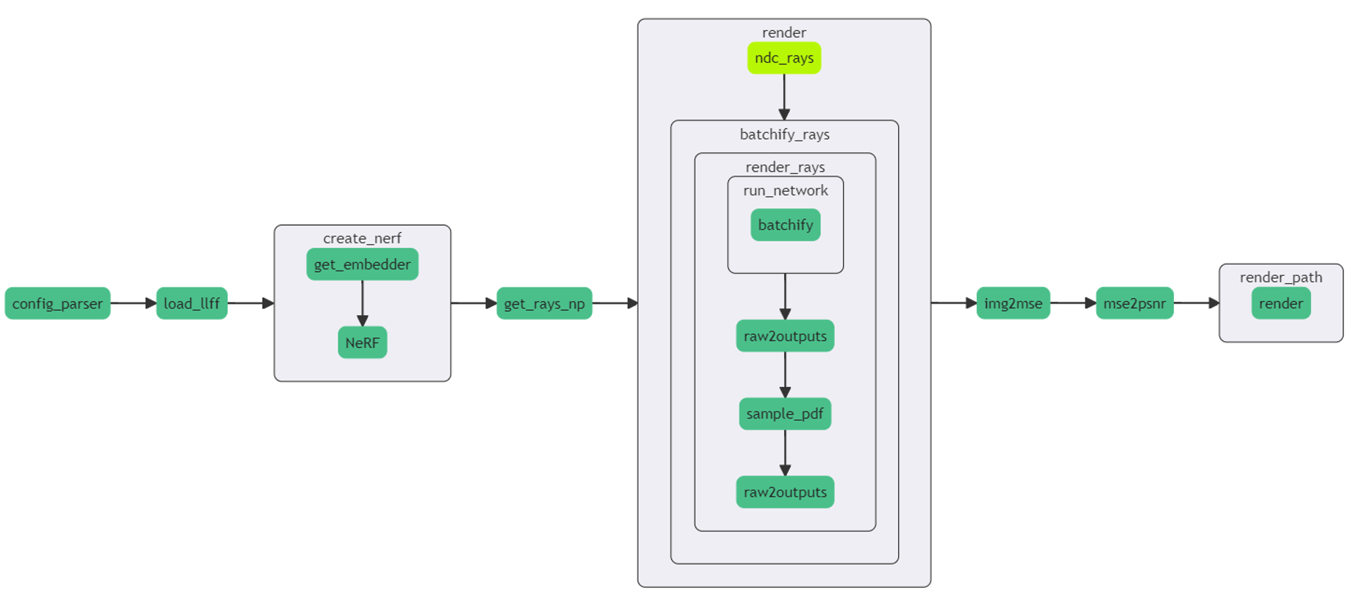 config_parser
load_llff
create_nerf
get_embedder
NeRF
get_rays_np
render
ndc_rays
batchify_rays
render_rays
run_network
batchify
raw2outputs
sample_pdf
raw2outputs
img2mse
mse2psnr
render_path
render